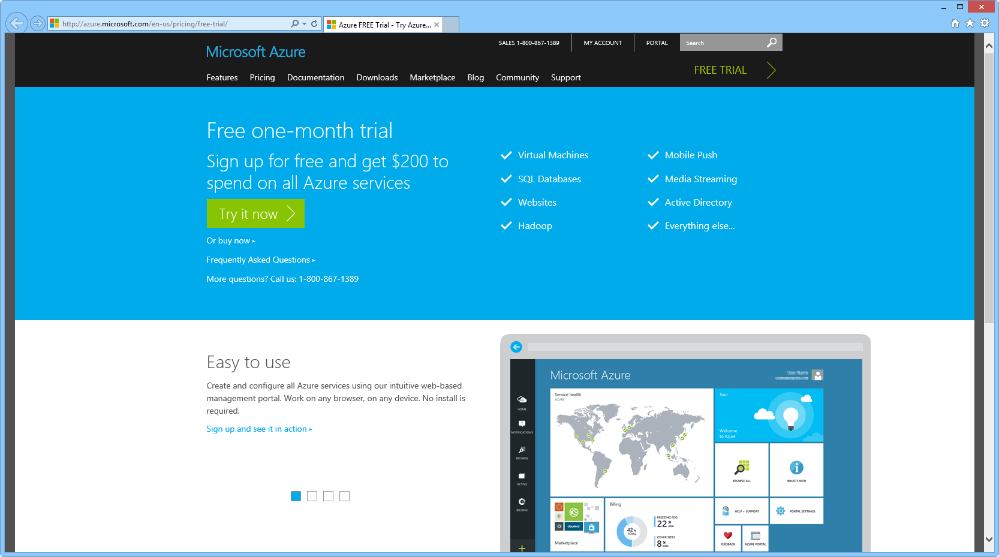 http://azure.microsoft.com/en-us/pricing/free-trial/
Azure FREE Trial - Try Azure...
SALES 1-800-867-1389
MY ACCOUNT
PORTAL
Search
Microsoft Azure
FREE TRIAL
Features Pricing Documentation Downloads Marketplace Blog Community Support
Free one-month trial
Sign up for free and get $200 to
spend on all Azure services
Try it now
Or buy now
Frequently Asked Questions
More questions? Call us: 1-800-867-1389
Virtual Machines
SQL Databases
Websites
Hadoop
Mobile Push
Media Streaming
Active Directory
Everything else...
Easy to use
Create and configure all Azure services using our intuitive web-based
management portal. Work on any browser, on any device. No install is
required.
Sign up and see it in action
Microsoft Azure
HOME
NOTIFICATIONS
BROWSE
ACTIVE
BILLING
Service health
AZURE
Tour
Welcome
to Azure
BROWSE ALL
WHAT'S NEW
HELP + SUPPORT
PORTAL SETTINGS
FEEDBACK
AZURE PORTAL
cloudera
Marketplace
Billing
42%
TOTAL
FREEZING FOG
22 min
OTHER SITES
8 min